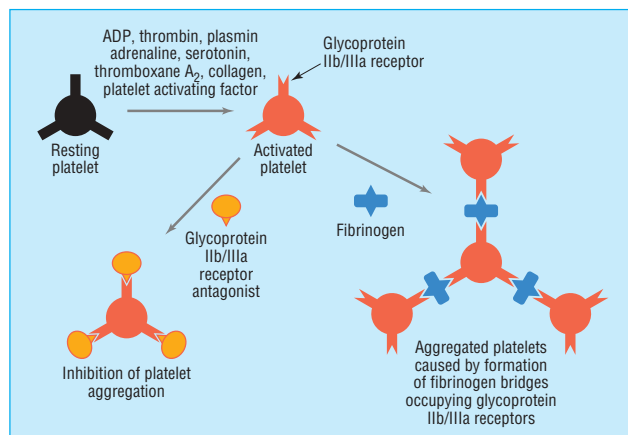 ADP, thrombin, plasmin
adrenaline, serotonin,
thromboxane A₂, collagen,
platelet activating factor
Glycoprotein
IIb/IIIa receptor
Resting
platelet
Activated
platelet
Glycoprotein
IIb/IIIa
receptor
antagonist
Fibrinogen
Inhibition of platelet
aggregation
Aggregated platelets
caused by formation
of fibrinogen bridges
occupying glycoprotein
IIb/IIIa receptors